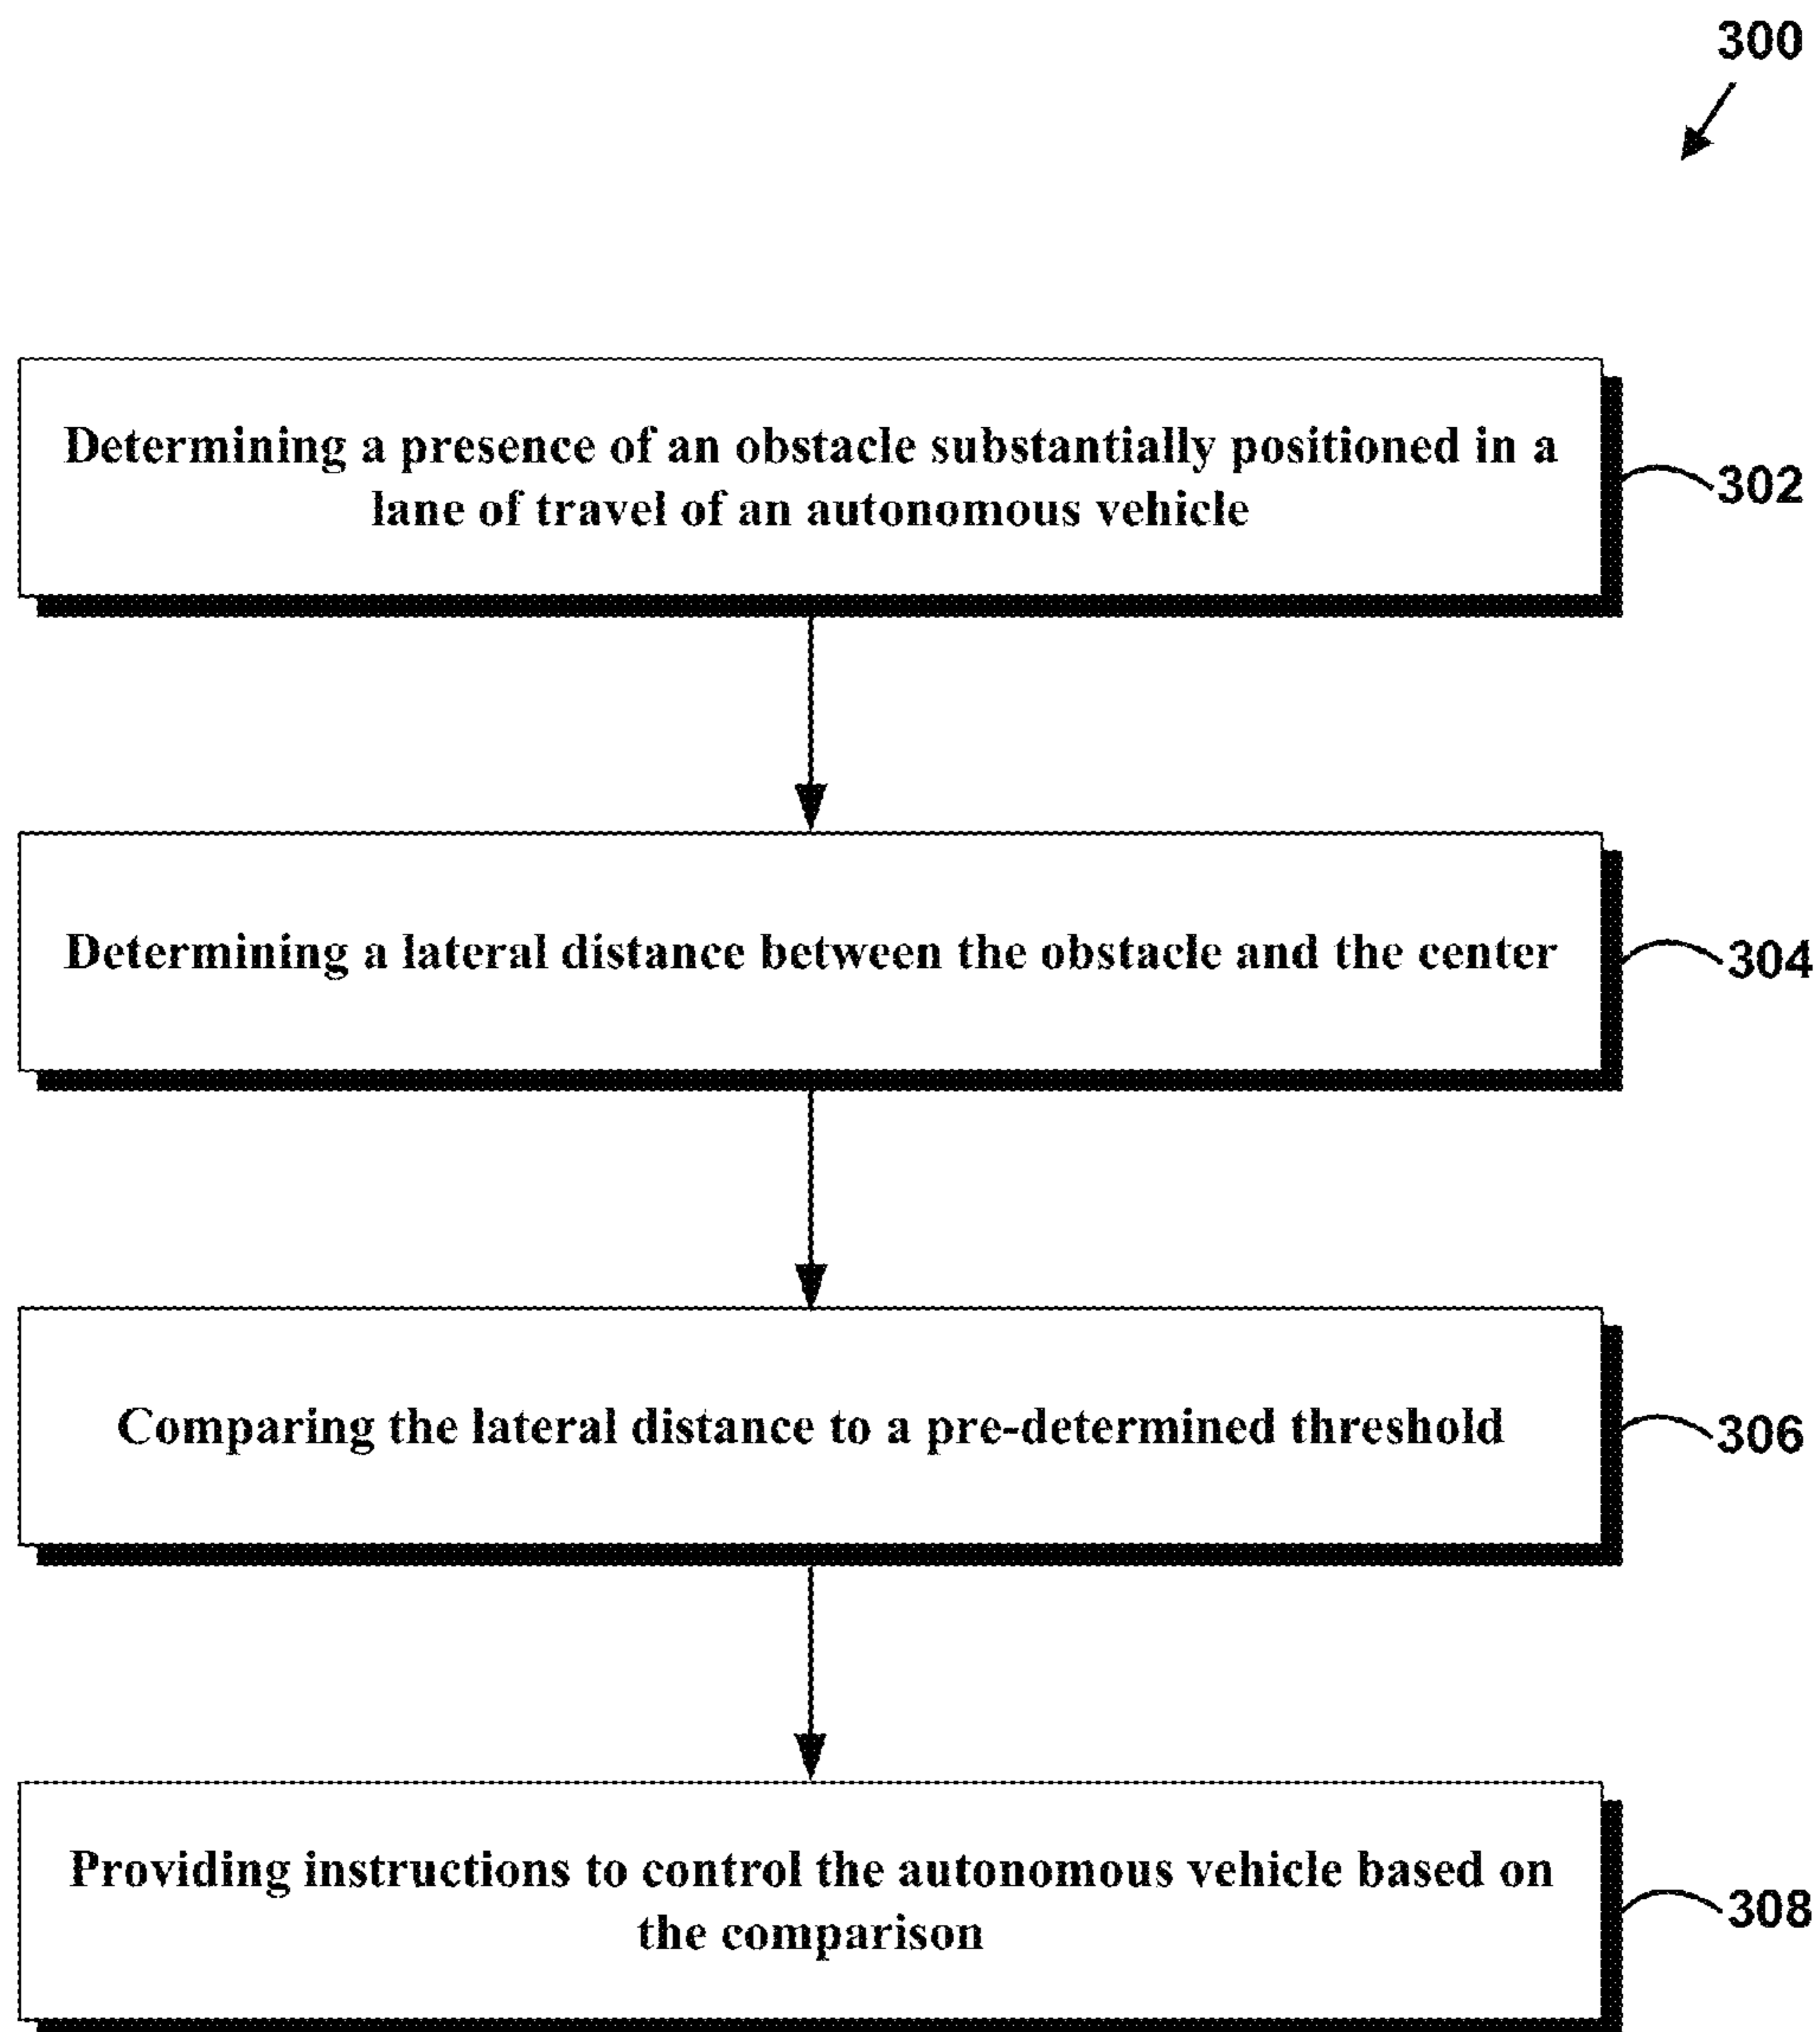 300
Determining a presence of an obstacle substantially positioned in a
lane of travel of an autonomous vehicle
302
Determining a lateral distance between the obstacle and the center
304
Comparing the lateral distance to a pre-determined threshold
306
Providing instructions to control the autonomous vehicle based on
the comparison
308